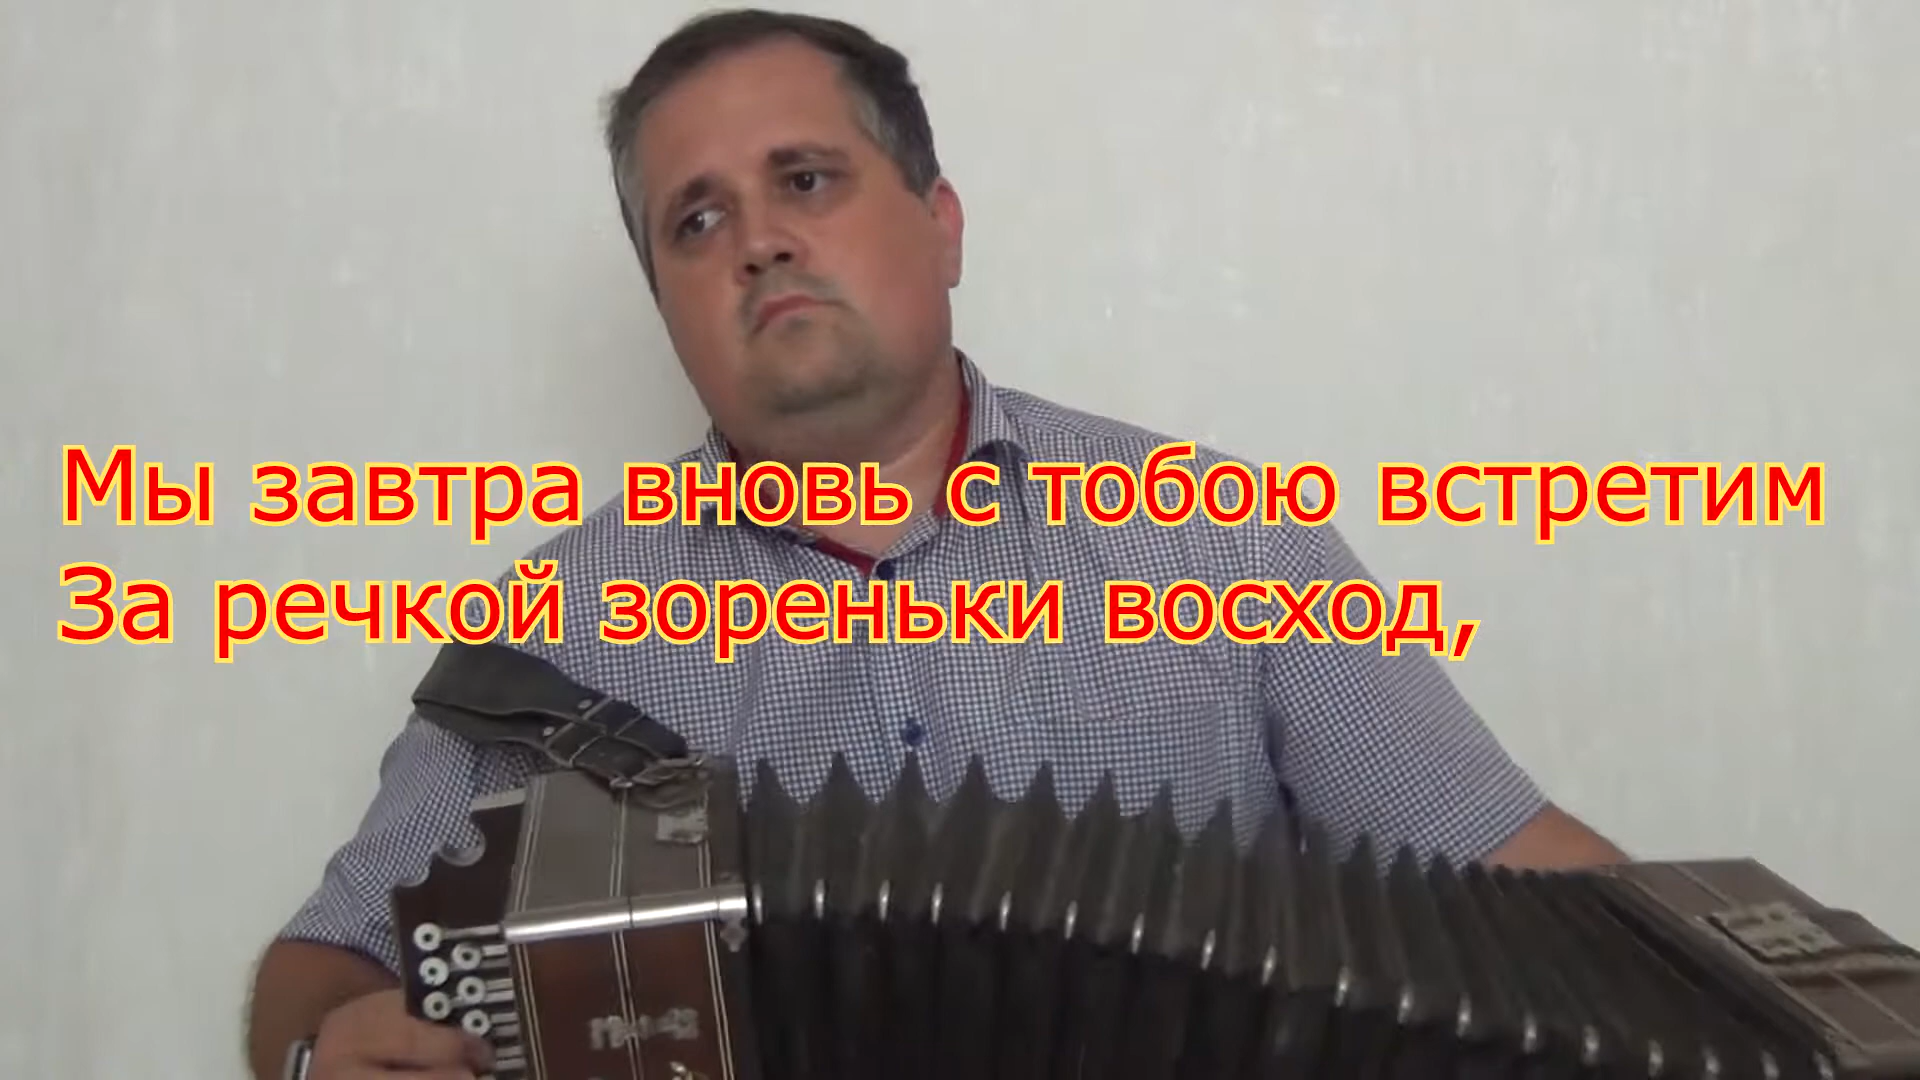 Мы завтра вновь с тобою встретим
За речкой зореньки восход,